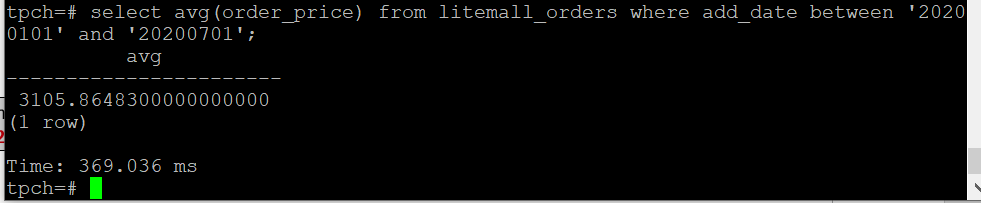 tpch=# select avg(order_price) from litemall_orders where add_date between '2020
0101' and '20200701';
avg
-----------------------
3105.8648300000000000
(1 row)
Time: 369.036 ms
tpch=#